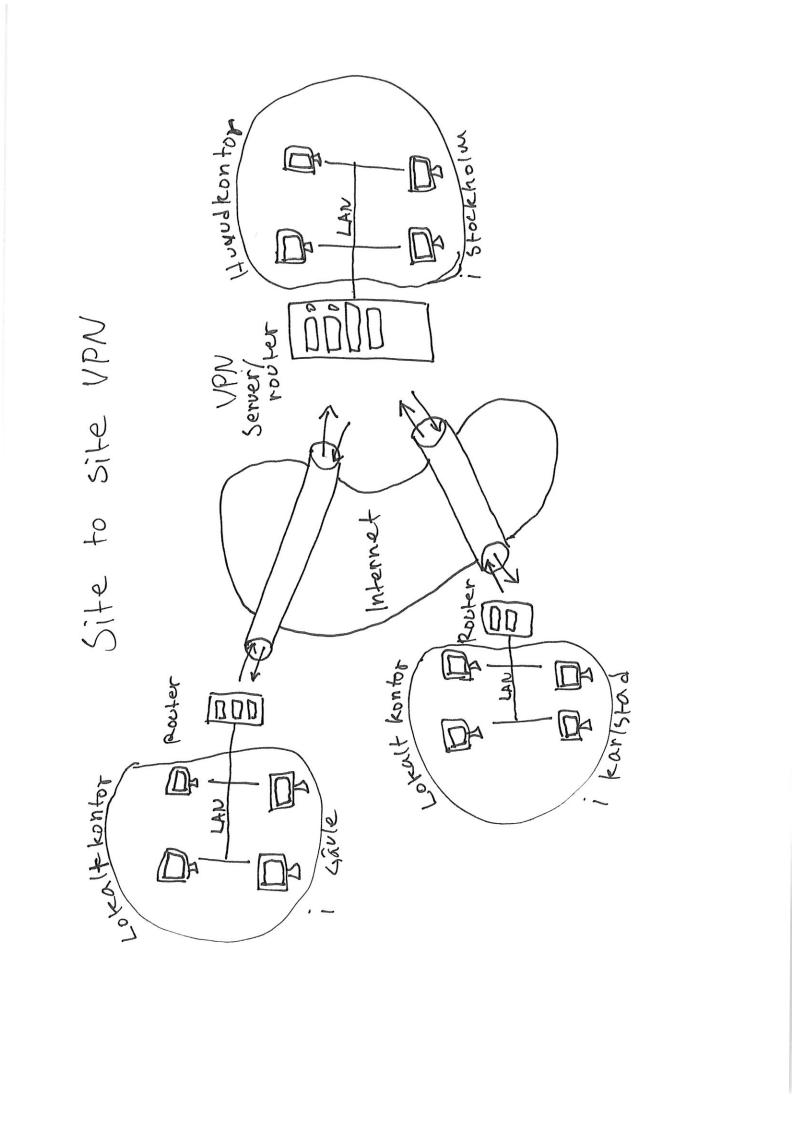 Site to Site VPN
Lokalt kontor
Router
LAN
i Gävle
Internet
VPN
Server/
router
Huvudkontor
LAN
i Stockholm
Lokalt kontor
Router
LAN
i Karlstad